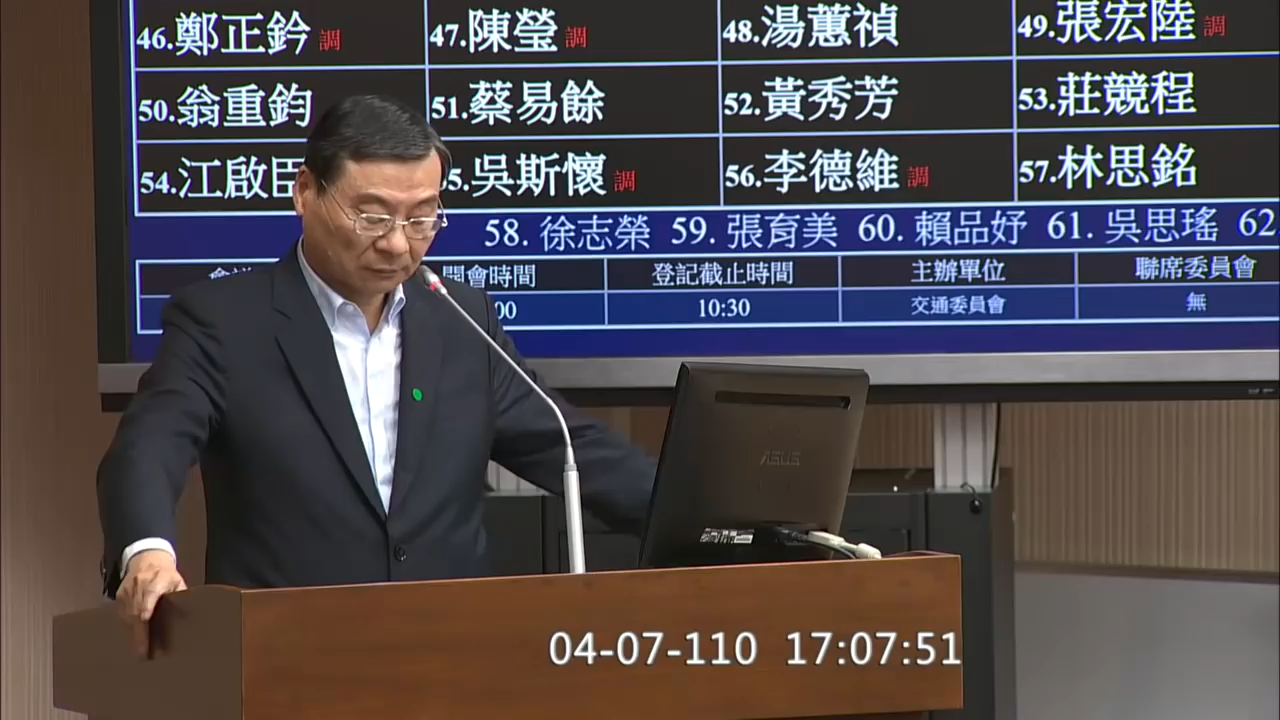 46.鄭正鈐 調 47.陳瑩 調 48.湯蕙禎 49.張宏陸 調
50.翁重鈞 51.蔡易餘 52.黃秀芳 53.莊競程
54.江啟臣 55.吳斯懷 調 56.李德維 調 57.林思銘
58. 徐志榮 59. 張育美 60. 賴品妤 61. 吳思瑤 62
開會時間 登記截止時間 主辦單位 聯席委員會
00 10:30 交通委員會 無
ASUS
04-07-110 17:07:51